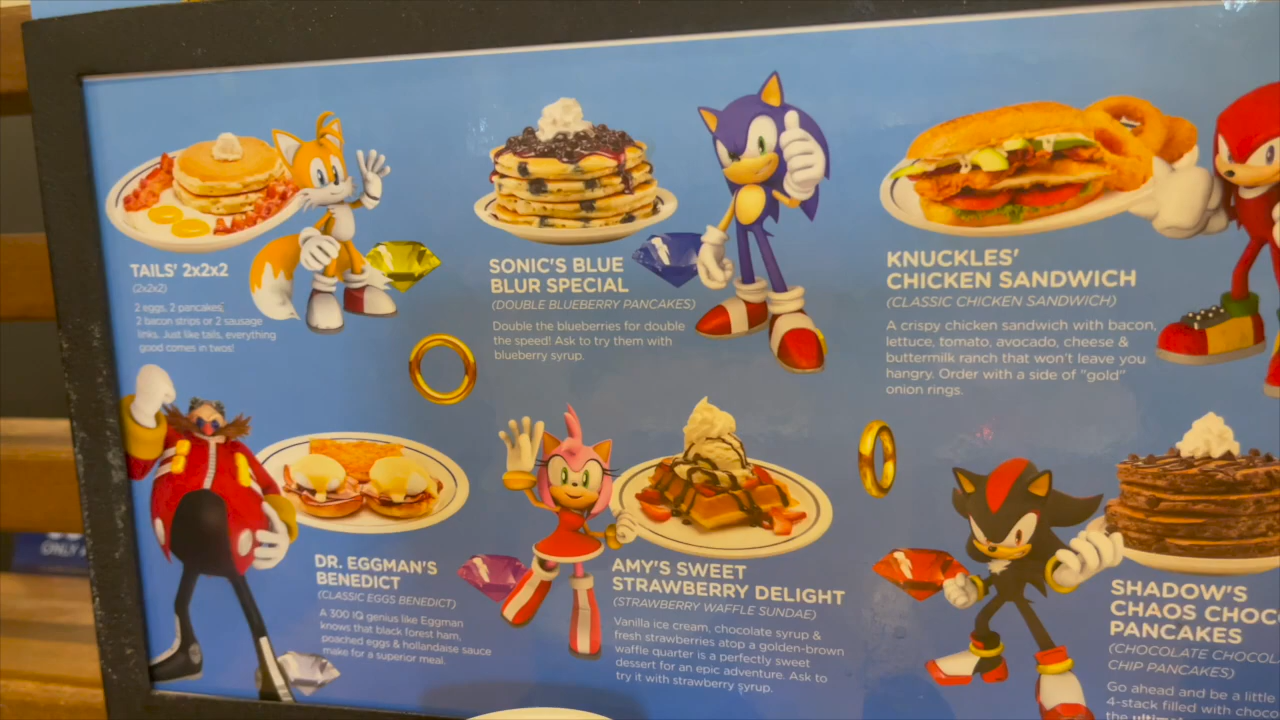 TAILS' 2x2x2
(2x2x2)
2 eggs, 2 pancakes,
2 bacon strips or 2 sausage
links. Just like tails, everything
good comes in twos!
SONIC'S BLUE
BLUR SPECIAL
(DOUBLE BLUEBERRY PANCAKES)
Double the blueberries for double
the speed! Ask to try them with
blueberry syrup.
KNUCKLES'
CHICKEN SANDWICH
(CLASSIC CHICKEN SANDWICH)
A crispy chicken sandwich with bacon,
lettuce, tomato, avocado, cheese &
buttermilk ranch that won't leave you
hangry. Order with a side of "gold"
onion rings.
DR. EGGMAN'S
BENEDICT
(CLASSIC EGGS BENEDICT)
A 300 IQ genius like Eggman
knows that black forest ham,
poached eggs & hollandaise sauce
make for a superior meal.
AMY'S SWEET
STRAWBERRY DELIGHT
(STRAWBERRY WAFFLE SUNDAE)
Vanilla ice cream, chocolate syrup &
fresh strawberries atop a golden-brown
waffle quarter is a perfectly sweet
dessert for an epic adventure. Ask to
try it with strawberry syrup.
SHADOW'S
CHAOS CHOC
PANCAKES
(CHOCOLATE CHOCOL
CHIP PANCAKES)
Go ahead and be a little
4-stack filled with choco
the ultim
ONLY